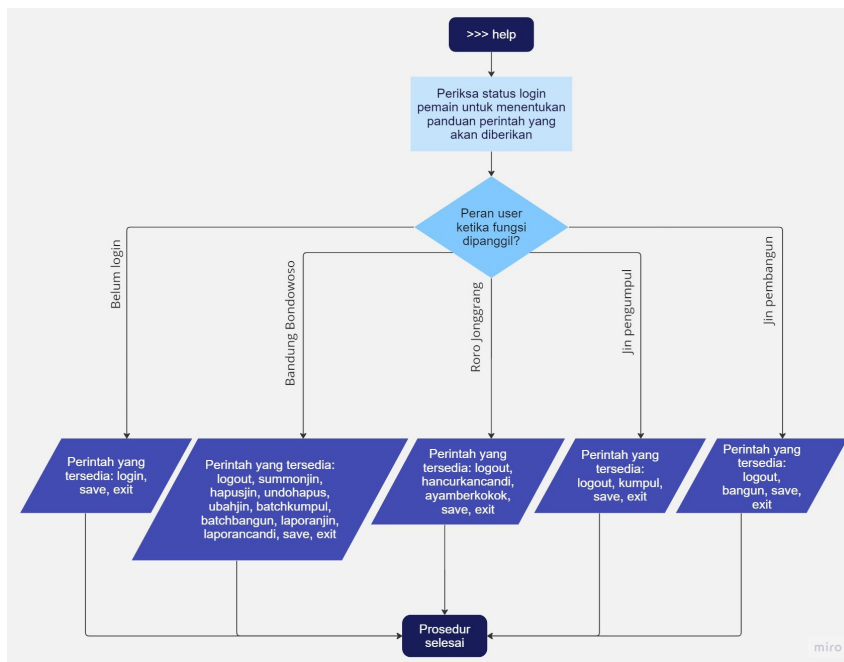 >>> help
Periksa status login
pemain untuk menentukan
panduan perintah yang
akan diberikan
Peran user
ketika fungsi
dipanggil?
Belum login
Bandung Bondowoso
Roro Jonggrang
Jin pengumpul
Jin pembangun
Perintah yang
tersedia: login,
save, exit
Perintah yang tersedia:
logout, summonjin,
hapusjin, undohapus,
ubahjin, batchkumpul,
batchbangun, laporanjin,
laporancandi, save, exit
Perintah yang
tersedia: logout,
hancurkancandi,
ayamberkokok,
save, exit
Perintah yang
tersedia:
logout, kumpul,
save, exit
Perintah yang
tersedia:
logout,
bangun, save,
exit
Prosedur
selesai
miro